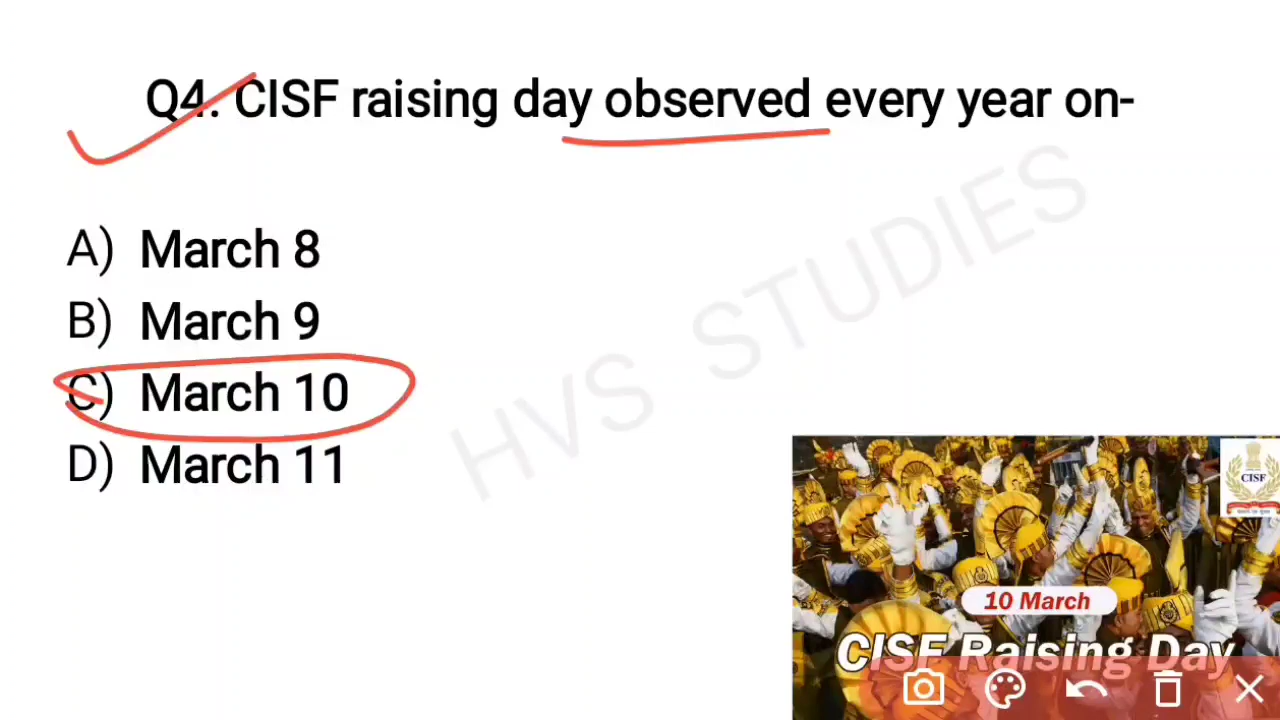 Q4. CISF raising day observed every year on-
A) March 8
B) March 9
C) March 10
D) March 11
HVS STUDIES
CISF
10 March
CISF Raising Day